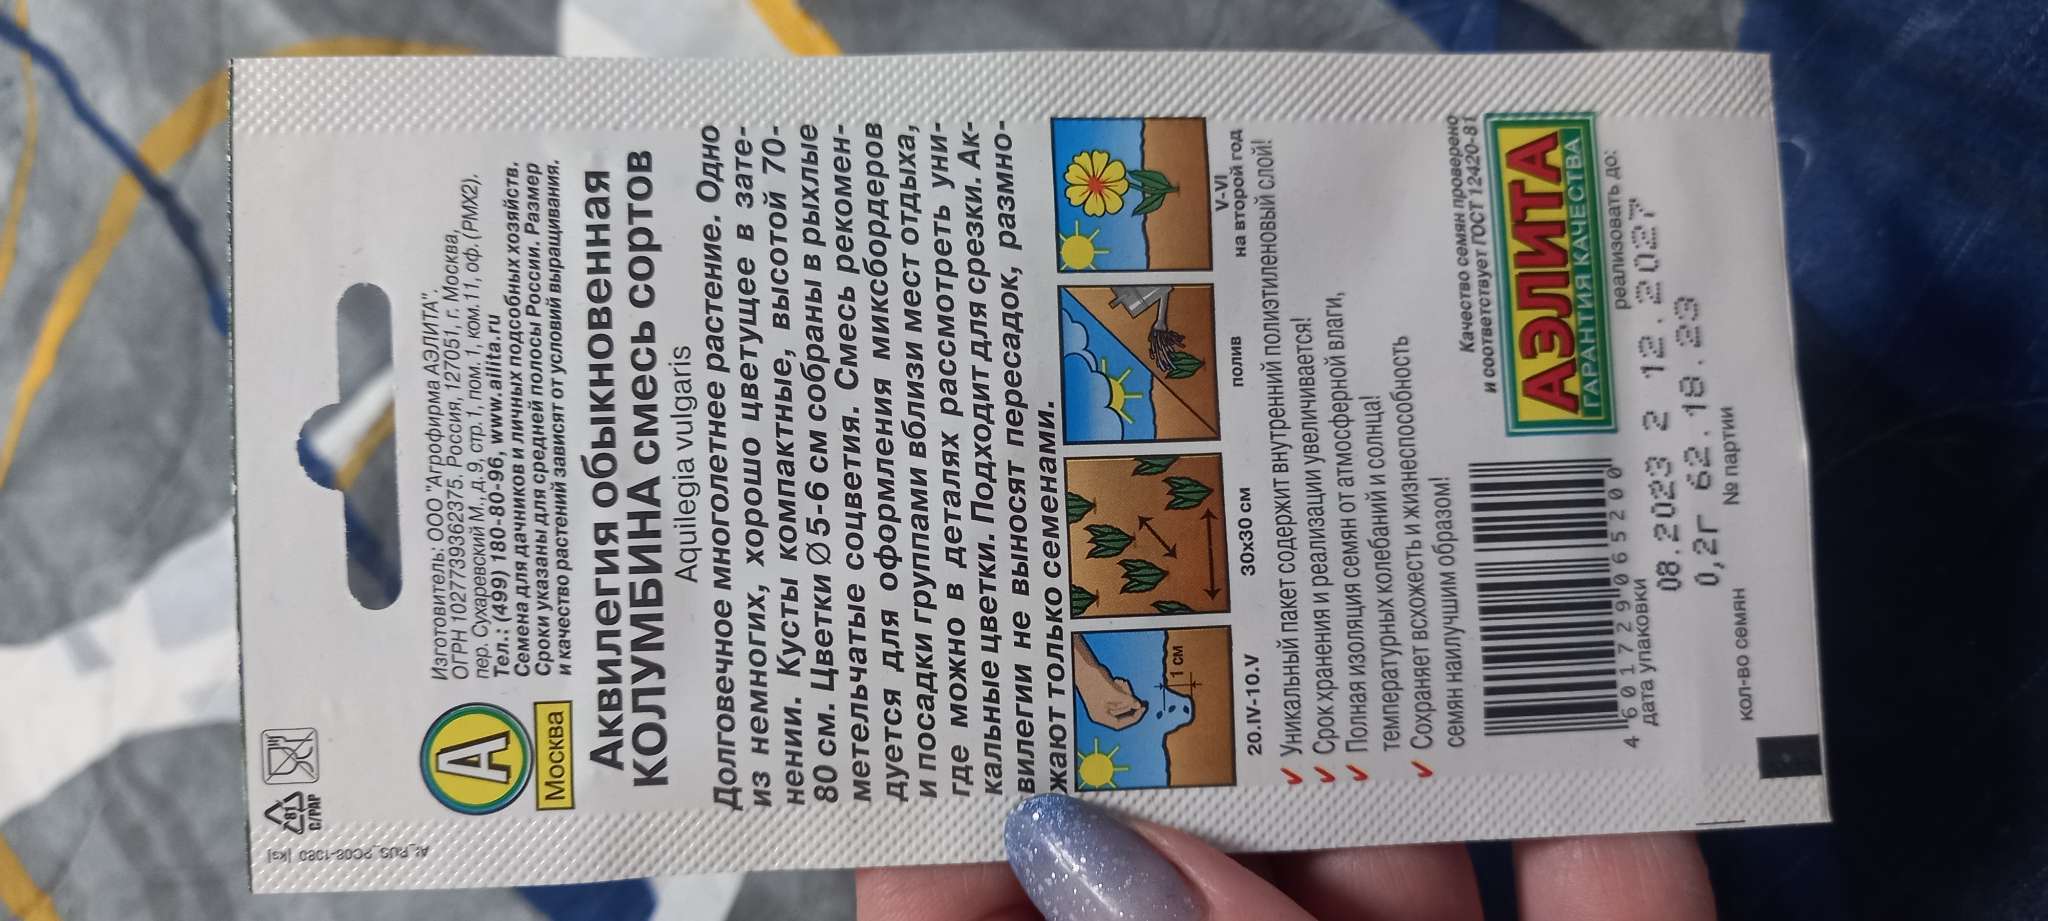 81
C/PAP
А
МОСКВА
Изготовитель: ООО "Агрофирма АЭЛИТА".
ОГРН 1027739362375. Россия, 127051, г. Москва,
пер. Сухаревский М., д. 9, стр. 1, пом. 1, ком. 11, оф. (РМХ2).
Тел.: (499) 180-80-96, www.ailita.ru
Семена для дачников и личных подсобных хозяйств.
Сроки указаны для средней полосы России. Размер
и качество растений зависят от условий выращивания.
Аквилегия обыкновенная
КОЛУМБИНА смесь сортов
Aquilegia vulgaris
Долговечное многолетнее растение. Одно
из немногих, хорошо цветущее в зате-
нении. Кусты компактные, высотой 70-
80 см. Цветки Ø 5-6 см собраны в рыхлые
метельчатые соцветия. Смесь рекомен-
дуется для оформления миксбордеров
и посадки группами вблизи мест отдыха,
где можно в деталях рассмотреть уни-
кальные цветки. Подходит для срезки. Ак-
вилегии не выносят пересадок, размно-
жают только семенами.
1 см
20.IV-10.V
30х30 см
полив
V-VI
на второй год
Уникальный пакет содержит внутренний полиэтиленовый слой!
Срок хранения и реализации увеличивается!
Полная изоляция семян от атмосферной влаги,
температурных колебаний и солнца!
Сохраняет всхожесть и жизнеспособность
семян наилучшим образом!
Качество семян проверено
и соответствует ГОСТ 12420-81
АЭЛИТА
ГАРАНТИЯ КАЧЕСТВА
4 601729 065200
дата упаковки
реализовать до:
08.2023 2 12.2027
0,2г 62.18.23
кол-во семян
№ партии